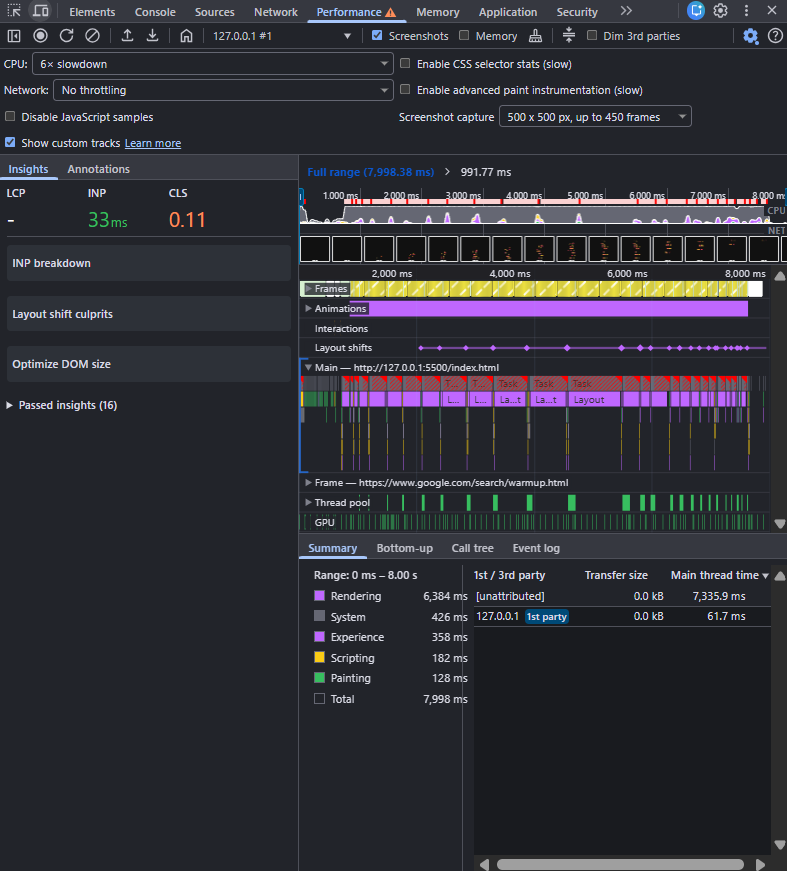 Elements Console Sources Network Performance Memory Application Security
127.0.0.1 #1 Screenshots Memory Dim 3rd parties
CPU: 6× slowdown Enable CSS selector stats (slow)
Network: No throttling Enable advanced paint instrumentation (slow)
Disable JavaScript samples Screenshot capture 500 x 500 px, up to 450 frames
Show custom tracks Learn more
Insights Annotations
LCP INP CLS
- 33ms 0.11
INP breakdown
Layout shift culprits
Optimize DOM size
Passed insights (16)
Full range (7,998.38 ms) > 991.77 ms
1,000 ms 2,000 ms 3,000 ms 4,000 ms 5,000 ms 6,000 ms 7,000 ms 8,000 m
CPU
NET
2,000 ms 4,000 ms 6,000 ms 8,000 ms
Frames
Animations
Interactions
Layout shifts
Main — http://127.0.0.1:5500/index.html
T... T... Task Task Task
L... L... La...t La...t Layout
Frame — https://www.google.com/search/warmup.html
Thread pool
GPU
Summary Bottom-up Call tree Event log
Range: 0 ms – 8.00 s
Rendering 6,384 ms
System 426 ms
Experience 358 ms
Scripting 182 ms
Painting 128 ms
Total 7,998 ms
1st / 3rd party Transfer size Main thread time
[unattributed] 0.0 kB 7,335.9 ms
127.0.0.1 1st party 0.0 kB 61.7 ms